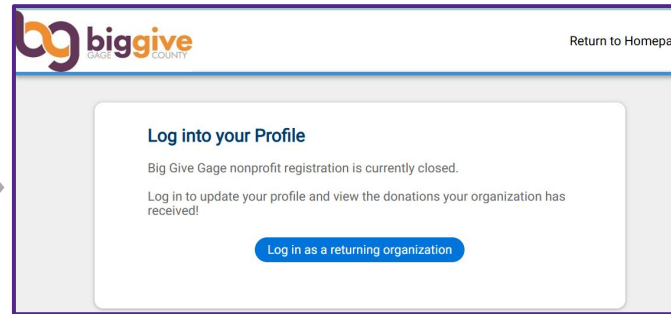 biggive
GAGE COUNTY
Return to Homepa
Log into your Profile
Big Give Gage nonprofit registration is currently closed.
Log in to update your profile and view the donations your organization has
received!
Log in as a returning organization